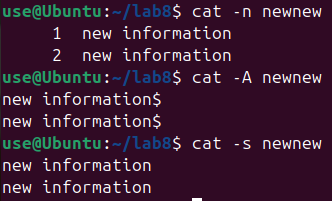 use@Ubuntu:~/lab8$ cat -n newnew
     1  new information
     2  new information
use@Ubuntu:~/lab8$ cat -A newnew
new information$
new information$
use@Ubuntu:~/lab8$ cat -s newnew
new information
new information